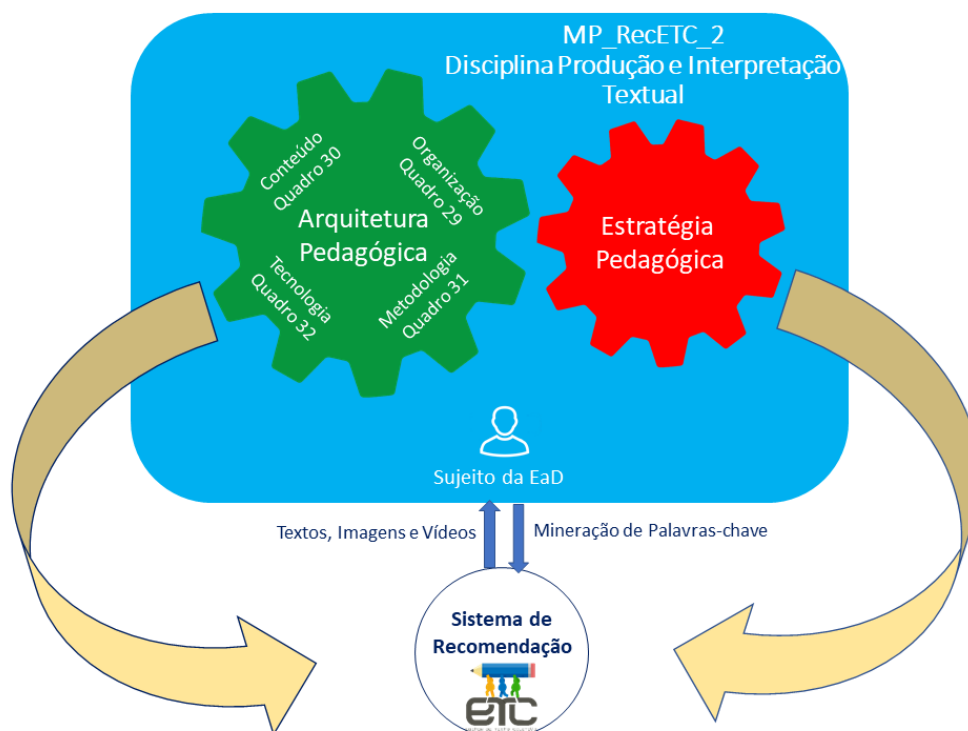 MP_RecETC_2
Disciplina Produção e Interpretação
Textual
Conteúdo
Quadro 30
Organização
Quadro 29
Arquitetura
Pedagógica
Tecnologia
Quadro 32
Metodologia
Quadro 31
Estratégia
Pedagógica
Sujeito da EaD
Textos, Imagens e Vídeos
Mineração de Palavras-chave
Sistema de
Recomendação
ETC